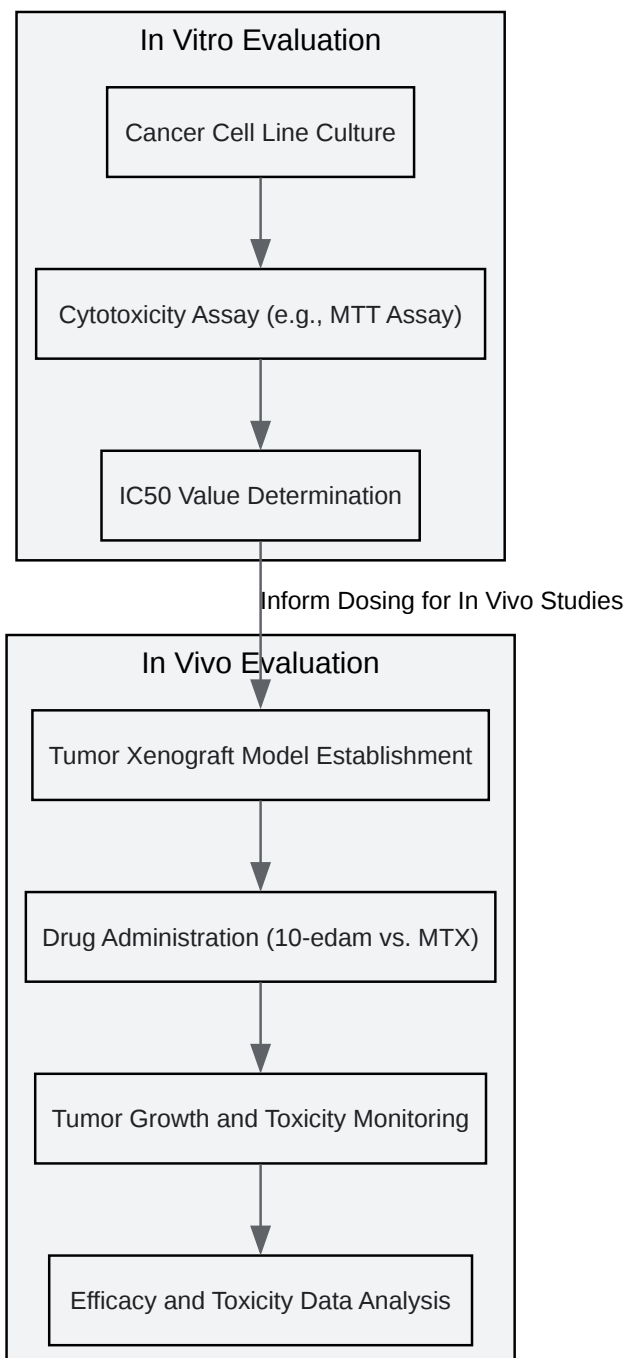 In Vitro Evaluation
Cancer Cell Line Culture
Cytotoxicity Assay (e.g., MTT Assay)
IC50 Value Determination
Inform Dosing for In Vivo Studies
In Vivo Evaluation
Tumor Xenograft Model Establishment
Drug Administration (10-edam vs. MTX)
Tumor Growth and Toxicity Monitoring
Efficacy and Toxicity Data Analysis